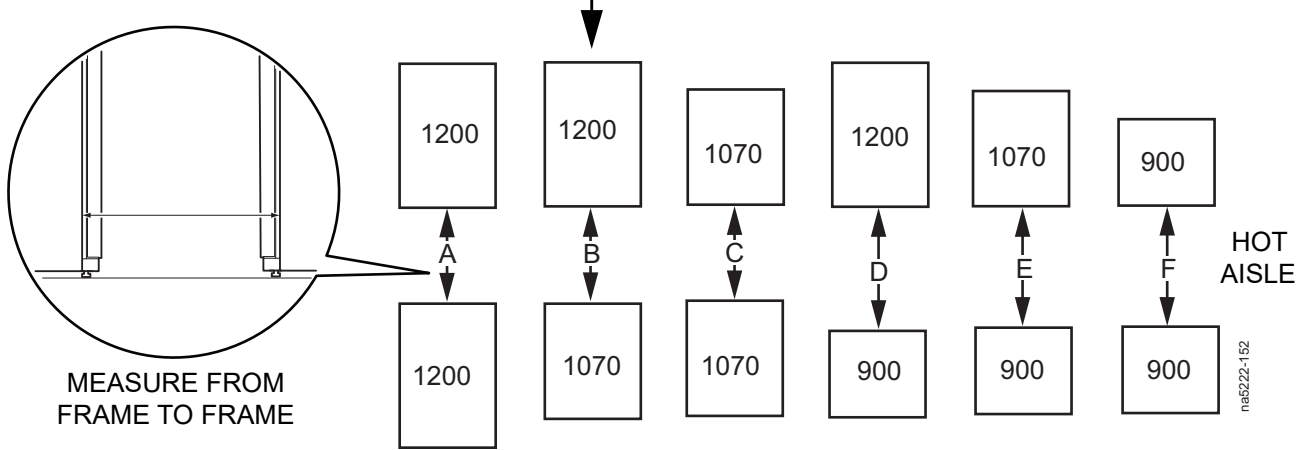 1200
1200
1070
1200
1070
900
A
B
C
D
E
F
HOT
AISLE
1200
1070
1070
900
900
900
MEASURE FROM
FRAME TO FRAME
na5222-152